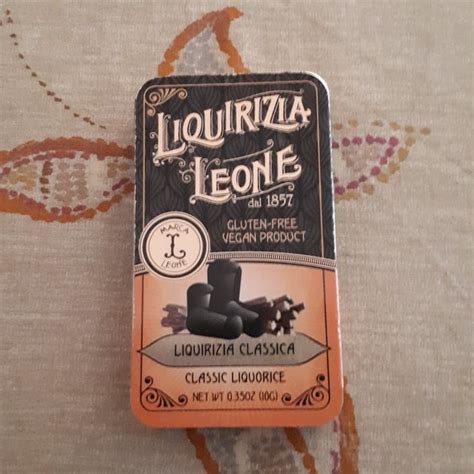 LIQUIRIZIA
LEONE
dal 1857
GLUTEN-FREE
VEGAN PRODUCT
MARCA
L
LEONE
LIQUIRIZIA CLASSICA
CLASSIC LIQUORICE
NET WT 0.35OZ (10G)